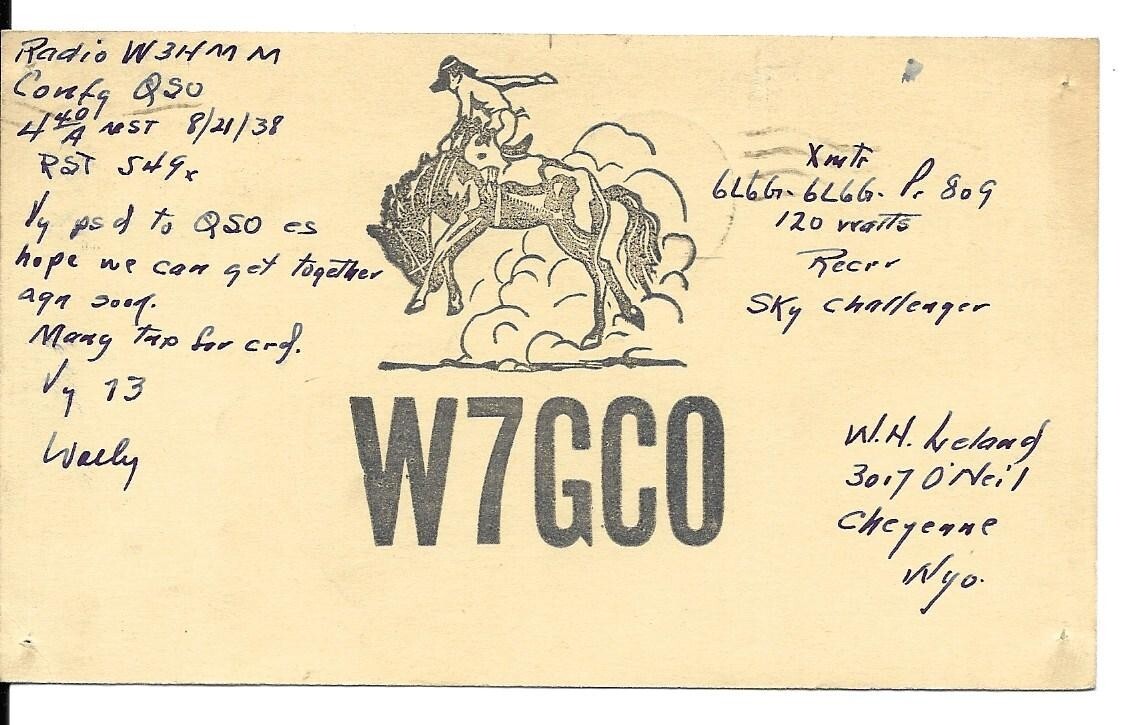 Radio W3HMM
Confg QSO
4 40/A MST 8/21/38
RST 549x
Vy psd to QSO es
hope we can get together
agn soon.
Many tnx for crd.
Vy 73
Wally
W7GCO
Xmtr
6L6G-6L6G- Pr 809
120 watts
Recvr
Sky Challenger
W.H.
3017 O'Neil
Cheyenne
Wyo.